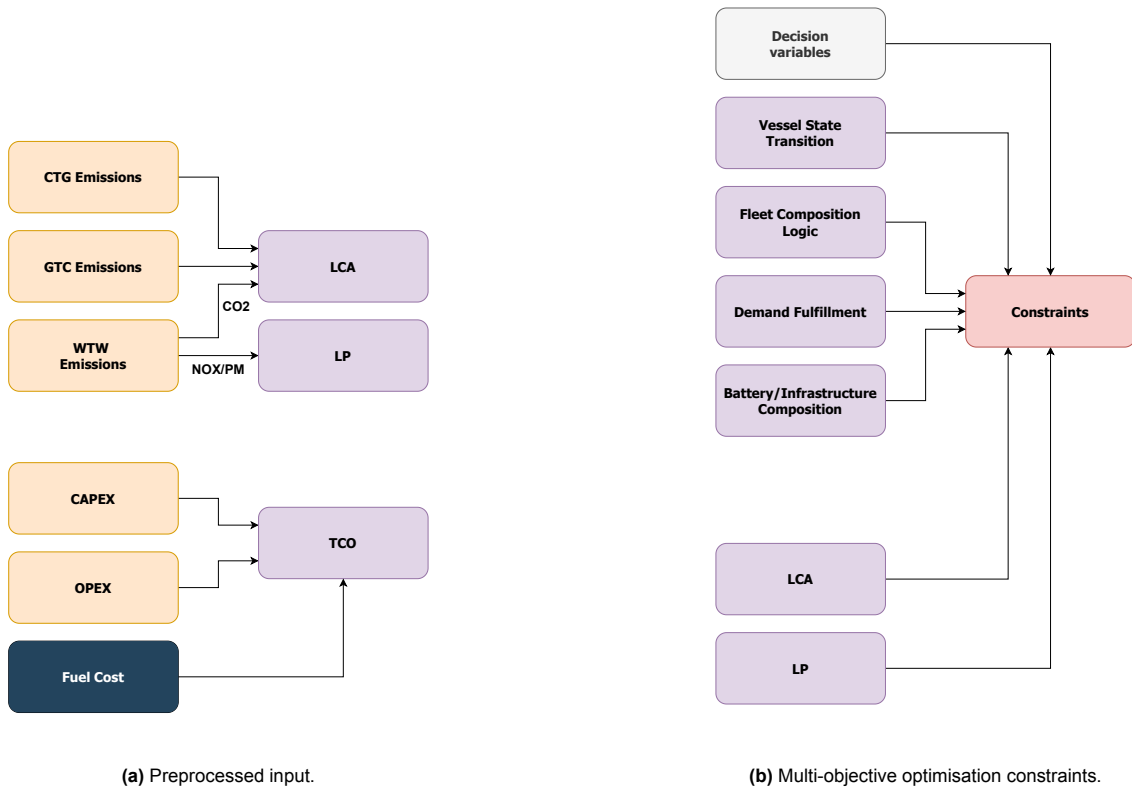 CTG Emissions
GTC Emissions
WTW
Emissions
CO2
NOX/PM
LCA
LP
CAPEX
OPEX
Fuel Cost
TCO
(a) Preprocessed input.
Decision
variables
Vessel State
Transition
Fleet Composition
Logic
Demand Fulfillment
Battery/Infrastructure
Composition
LCA
LP
Constraints
(b) Multi-objective optimisation constraints.